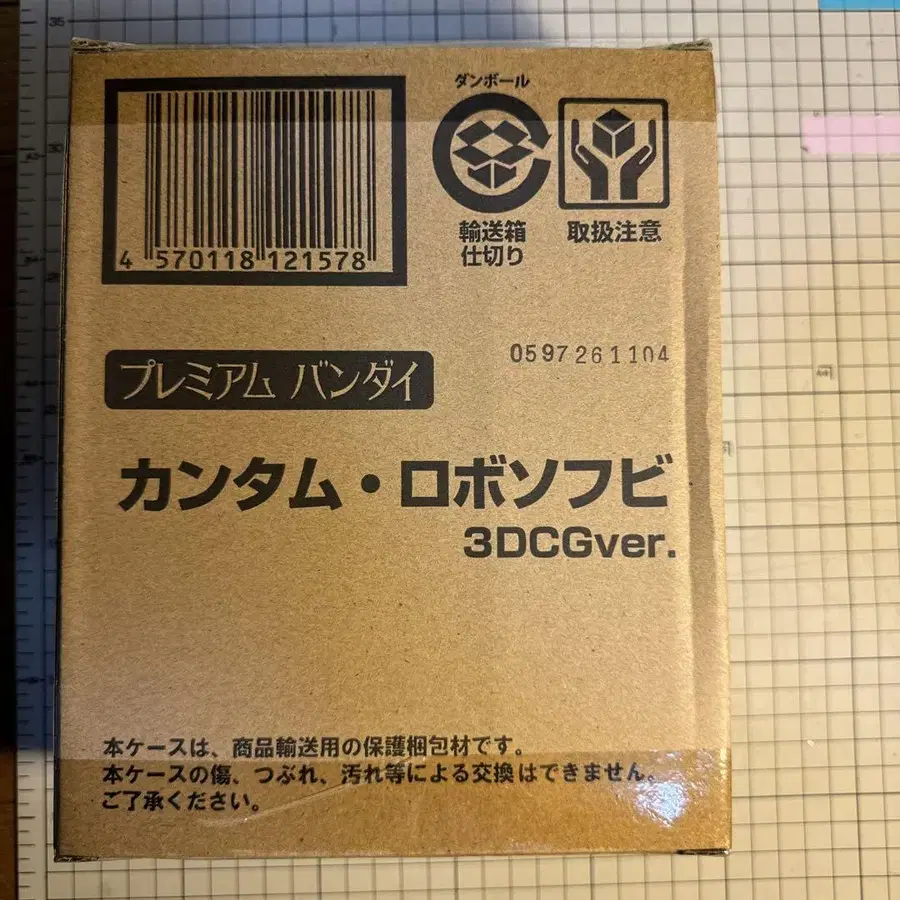 ダンボール
輸送箱
仕切り
取扱注意
4 570118 121578
0597261104
プレミアム バンダイ
カンタム・ロボソフビ
3DCGver.
本ケースは、商品輸送用の保護梱包材です。
本ケースの傷、つぶれ、汚れ等による交換はできません。
ご了承ください。
35
30